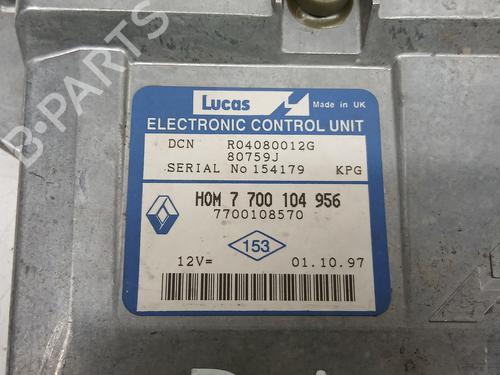 B-PARTS
Lucas Made in UK
ELECTRONIC CONTROL UNIT
DCN R04080012G
80759J
SERIAL No 154179 KPG
HOM 7 700 104 956
7700108570
153
12V= 01.10.97